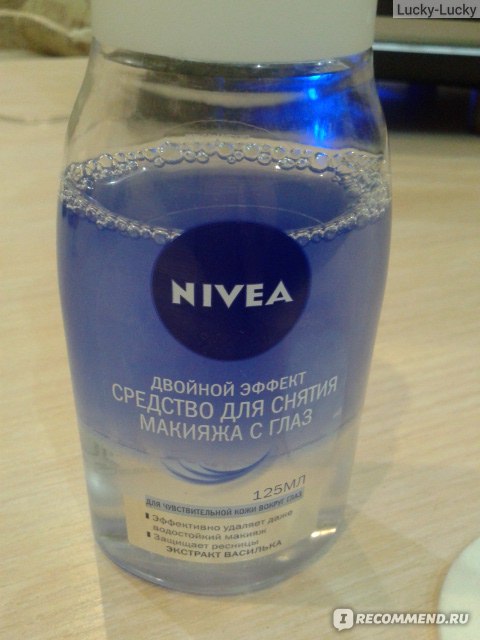 Lucky-Lucky
NIVEA
ДВОЙНОЙ ЭФФЕКТ
СРЕДСТВО ДЛЯ СНЯТИЯ
МАКИЯЖА С ГЛАЗ
125МЛ
ДЛЯ ЧУВСТВИТЕЛЬНОЙ КОЖИ ВОКРУГ ГЛАЗ
Эффективно удаляет даже
водостойкий макияж
Защищает ресницы
ЭКСТРАКТ ВАСИЛЬКА
IRECOMMEND.RU